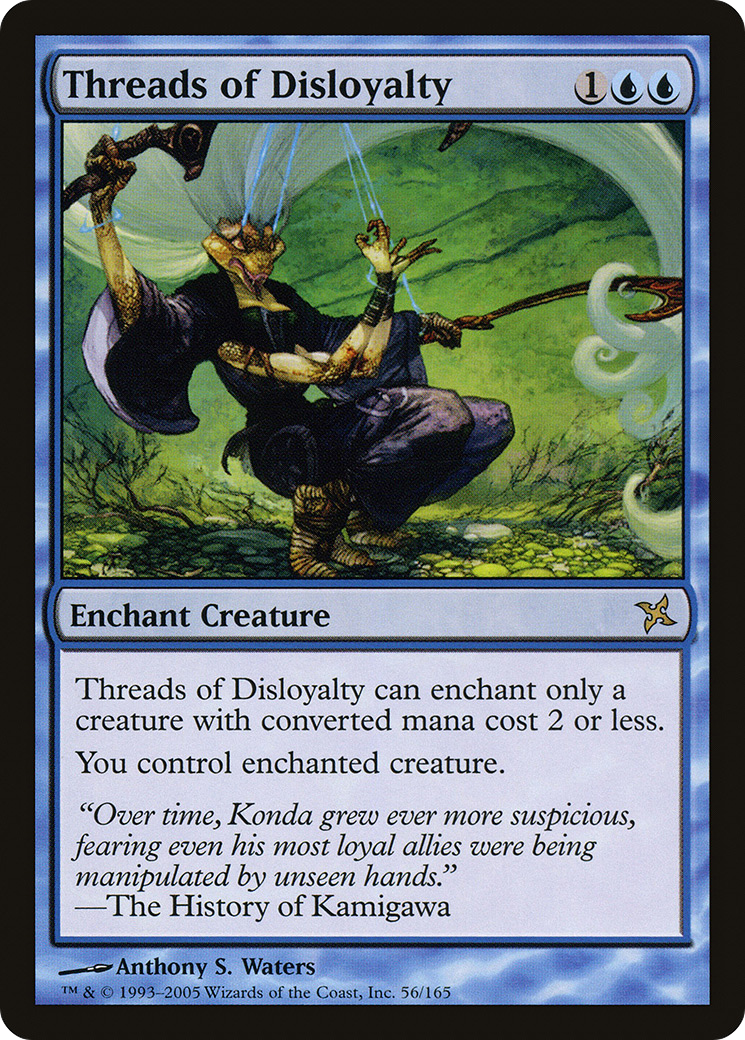 Threads of Disloyalty 1
Enchant Creature
Threads of Disloyalty can enchant only a
creature with converted mana cost 2 or less.
You control enchanted creature.
“Over time, Konda grew ever more suspicious,
fearing even his most loyal allies were being
manipulated by unseen hands.”
—The History of Kamigawa
Anthony S. Waters
™ & © 1993–2005 Wizards of the Coast, Inc. 56/165